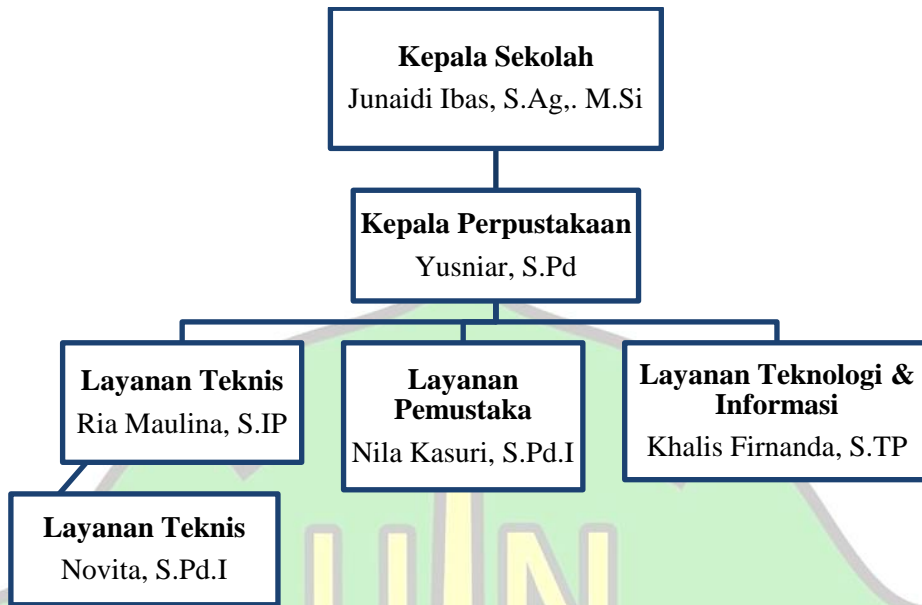 Kepala Sekolah
Junaidi Ibas, S.Ag,. M.Si
Kepala Perpustakaan
Yusniar, S.Pd
Layanan Teknis
Ria Maulina, S.IP
Layanan
Pemustaka
Nila Kasuri, S.Pd.I
Layanan Teknologi &
Informasi
Khalis Firnanda, S.TP
Layanan Teknis
Novita, S.Pd.I
UIN